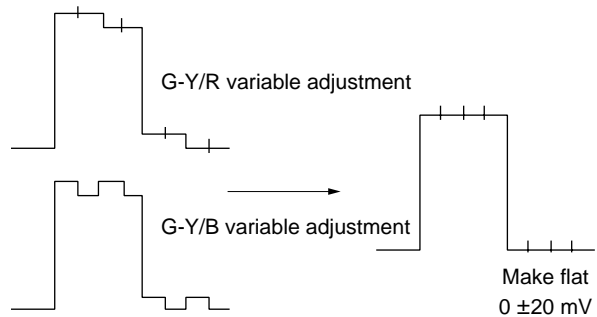 G-Y/R variable adjustment
G-Y/B variable adjustment
Make flat
0 ±20 mV